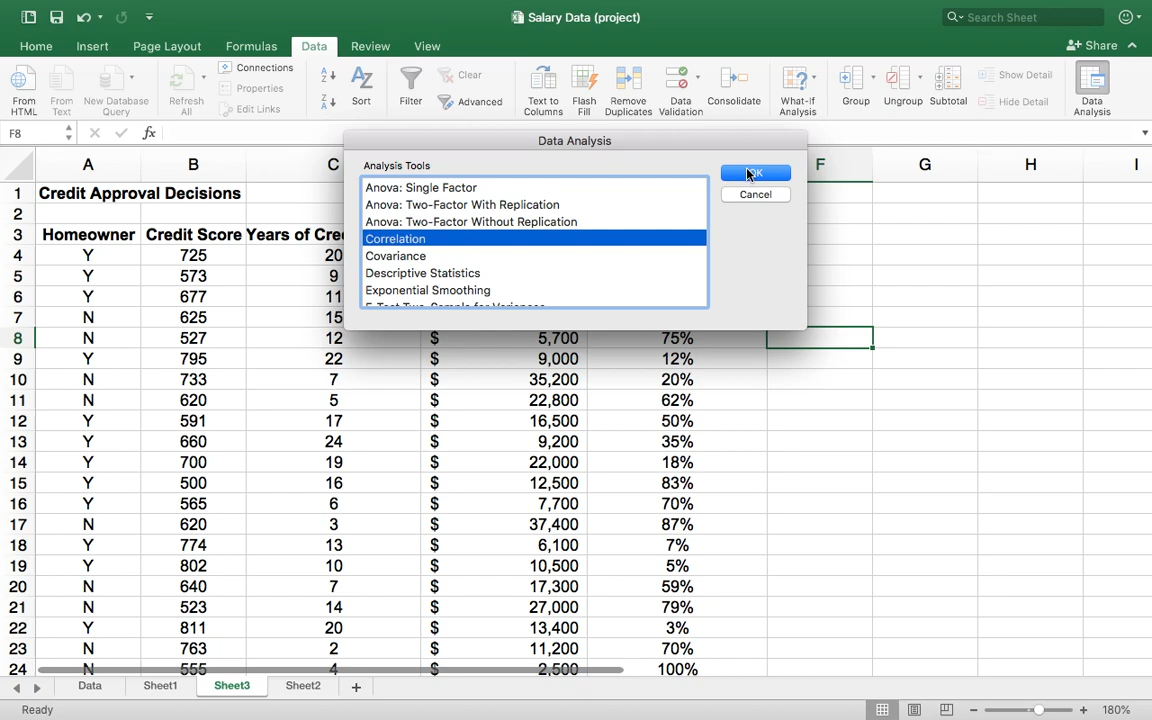 Salary Data (project)
Search Sheet
Home Insert Page Layout Formulas Data Review View
Share
From HTML
From Text
New Database Query
Refresh All
Connections
Properties
Edit Links
A Z
Z A
A Z Sort
Filter
Clear
Advanced
Text to Columns
Flash Fill
Remove Duplicates
Data Validation
Consolidate
What-If Analysis
Group
Ungroup
Subtotal
Show Detail
Hide Detail
Data Analysis
F8 fx
Data Analysis
Analysis Tools
Anova: Single Factor
Anova: Two-Factor With Replication
Anova: Two-Factor Without Replication
Correlation
Covariance
Descriptive Statistics
Exponential Smoothing
Cancel
A B C F G H I
1 Credit Approval Decisions
2
3 Homeowner Credit Score Years of Cre
4 Y 725 20
5 Y 573 9
6 Y 677 11
7 N 625 15
8 N 527 12 $ 5,700 75%
9 Y 795 22 $ 9,000 12%
10 N 733 7 $ 35,200 20%
11 N 620 5 $ 22,800 62%
12 Y 591 17 $ 16,500 50%
13 Y 660 24 $ 9,200 35%
14 Y 700 19 $ 22,000 18%
15 Y 500 16 $ 12,500 83%
16 Y 565 6 $ 7,700 70%
17 N 620 3 $ 37,400 87%
18 Y 774 13 $ 6,100 7%
19 Y 802 10 $ 10,500 5%
20 N 640 7 $ 17,300 59%
21 N 523 14 $ 27,000 79%
22 Y 811 20 $ 13,400 3%
23 N 763 2 $ 11,200 70%
24 N 555 4 $ 2,500 100%
Data Sheet1 Sheet3 Sheet2 +
Ready
180%